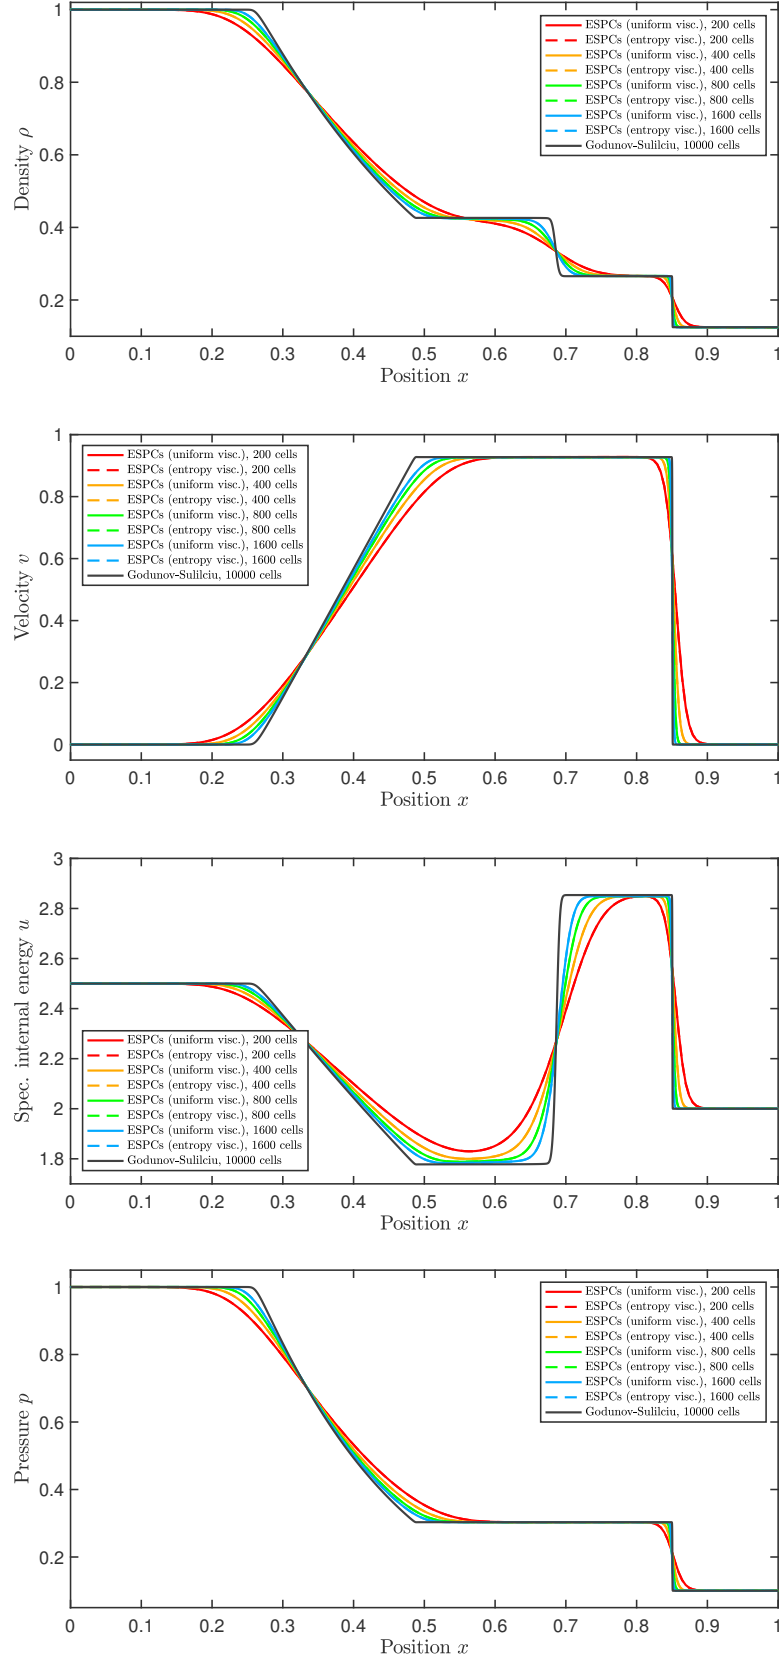 1
0.8
0.6
0.4
0.2
Density ρ
ESPCs (uniform visc.), 200 cells
ESPCs (entropy visc.), 200 cells
ESPCs (uniform visc.), 400 cells
ESPCs (entropy visc.), 400 cells
ESPCs (uniform visc.), 800 cells
ESPCs (entropy visc.), 800 cells
ESPCs (uniform visc.), 1600 cells
ESPCs (entropy visc.), 1600 cells
Godunov-Sulilciu, 10000 cells
0 0.1 0.2 0.3 0.4 0.5 0.6 0.7 0.8 0.9 1
Position x
1
0.8
0.6
0.4
0.2
0
Velocity v
ESPCs (uniform visc.), 200 cells
ESPCs (entropy visc.), 200 cells
ESPCs (uniform visc.), 400 cells
ESPCs (entropy visc.), 400 cells
ESPCs (uniform visc.), 800 cells
ESPCs (entropy visc.), 800 cells
ESPCs (uniform visc.), 1600 cells
ESPCs (entropy visc.), 1600 cells
Godunov-Sulilciu, 10000 cells
0 0.1 0.2 0.3 0.4 0.5 0.6 0.7 0.8 0.9 1
Position x
3
2.8
2.6
2.4
2.2
2
1.8
Spec. internal energy u
ESPCs (uniform visc.), 200 cells
ESPCs (entropy visc.), 200 cells
ESPCs (uniform visc.), 400 cells
ESPCs (entropy visc.), 400 cells
ESPCs (uniform visc.), 800 cells
ESPCs (entropy visc.), 800 cells
ESPCs (uniform visc.), 1600 cells
ESPCs (entropy visc.), 1600 cells
Godunov-Sulilciu, 10000 cells
0 0.1 0.2 0.3 0.4 0.5 0.6 0.7 0.8 0.9 1
Position x
1
0.8
0.6
0.4
0.2
Pressure p
ESPCs (uniform visc.), 200 cells
ESPCs (entropy visc.), 200 cells
ESPCs (uniform visc.), 400 cells
ESPCs (entropy visc.), 400 cells
ESPCs (uniform visc.), 800 cells
ESPCs (entropy visc.), 800 cells
ESPCs (uniform visc.), 1600 cells
ESPCs (entropy visc.), 1600 cells
Godunov-Sulilciu, 10000 cells
0 0.1 0.2 0.3 0.4 0.5 0.6 0.7 0.8 0.9 1
Position x